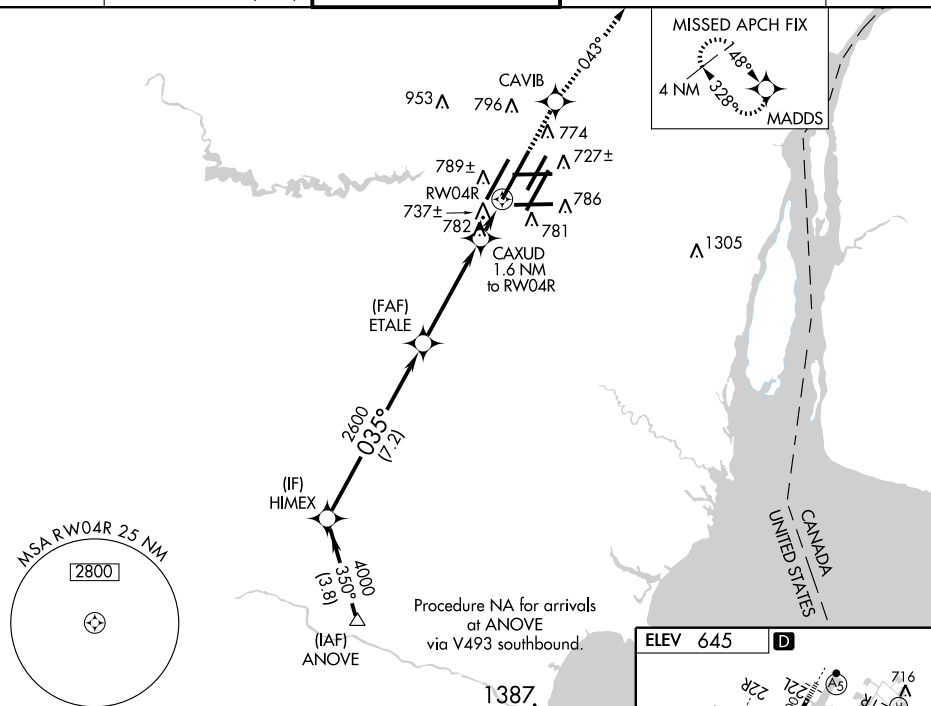 MISSED APCH FIX
148°
4 NM
328°
MADDS
043°
CAVIB
953
796
774
789±
727±
RW04R
737±
786
782
781
CAXUD
1.6 NM
to RW04R
1305
(FAF)
ETALE
2600
035°
(7.2)
(IF)
HIMEX
CANADA
UNITED STATES
MSA RW04R 25 NM
2800
4000
350°
(3.8)
Procedure NA for arrivals
at ANOVE
via V493 southbound.
(IAF)
ANOVE
1387
ELEV 645
D
22R
22L
A5
716
H